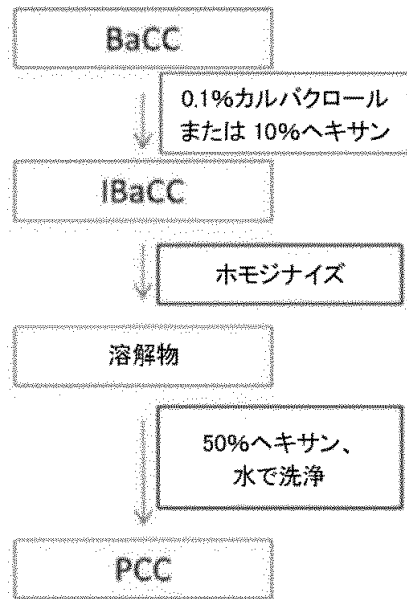 BaCC
0.1%カルバクロール
または 10%ヘキサン
IBaCC
ホモジナイズ
溶解物
50%ヘキサン、
水で洗浄
PCC